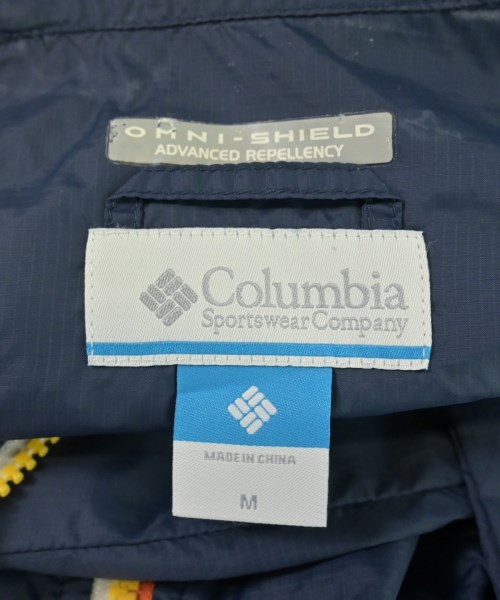 OMNI-SHIELD
ADVANCED REPELLENCY
Columbia
Sportswear Company
MADE IN CHINA
M